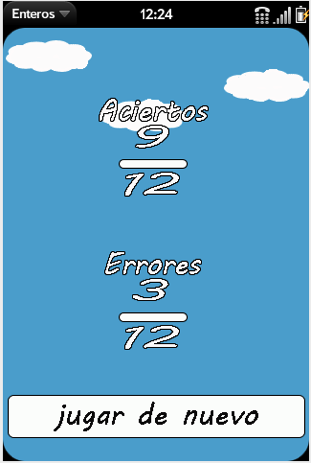 Enteros
12:24
Aciertos
9
12
Errores
3
12
jugar de nuevo